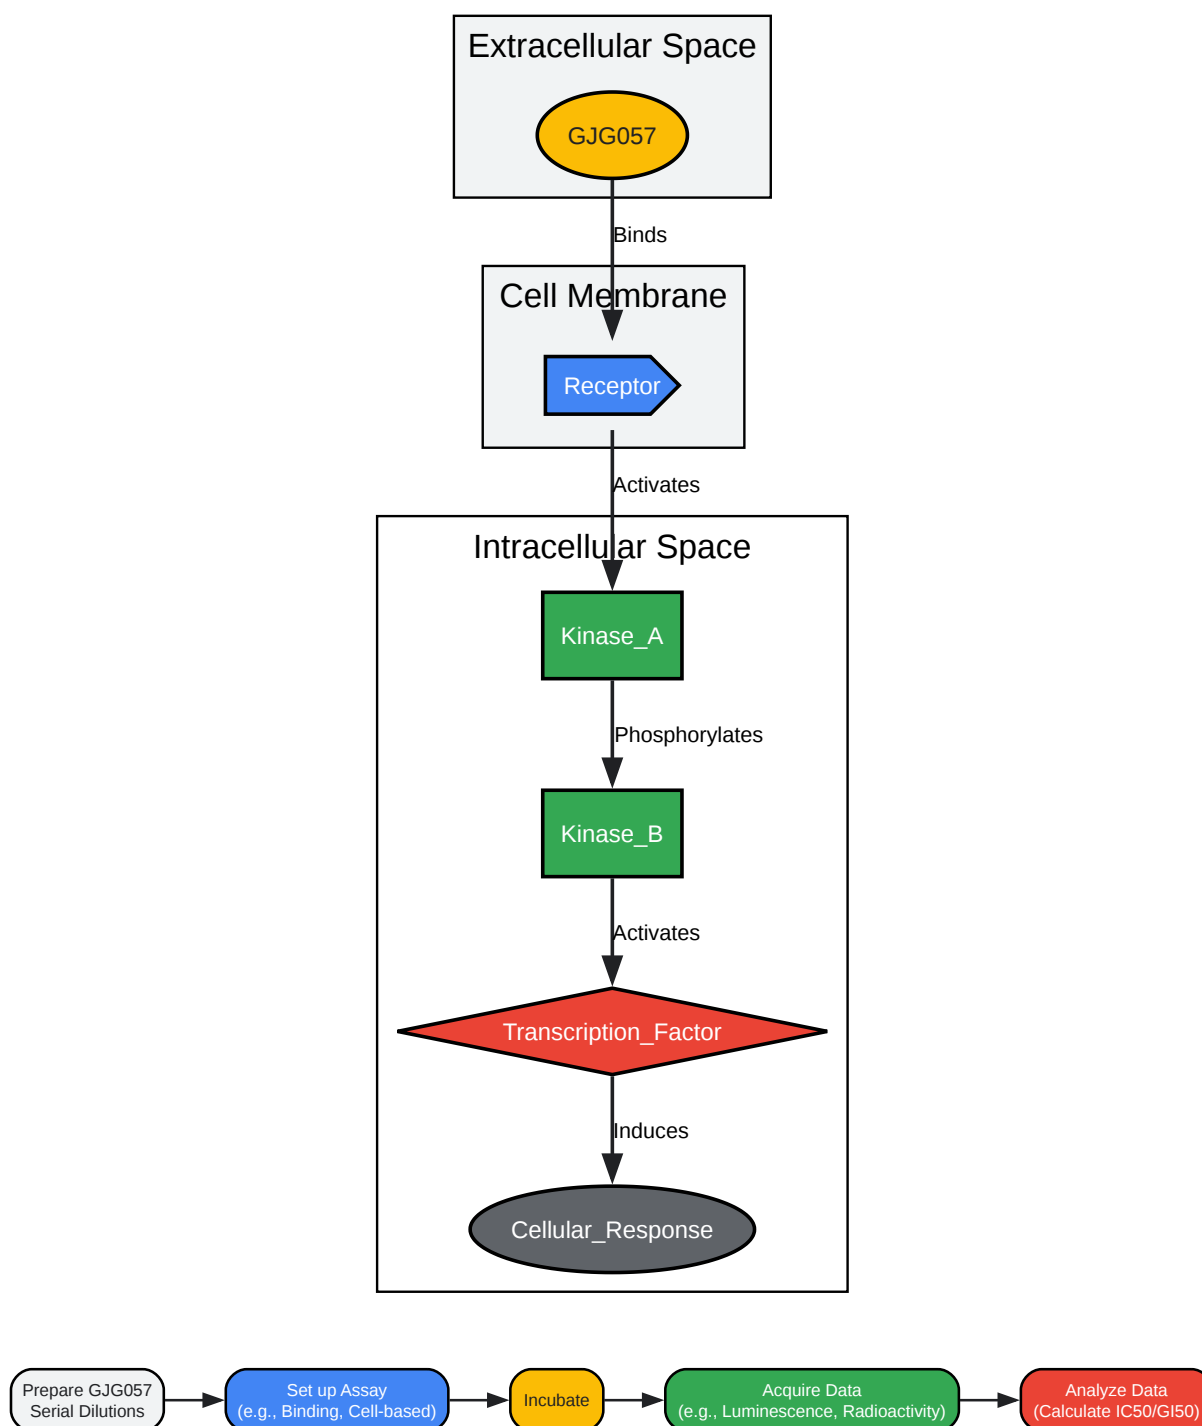 Extracellular Space
GJG057
Binds
Cell Membrane
Receptor
Activates
Intracellular Space
Kinase_A
Phosphorylates
Kinase_B
Activates
Transcription_Factor
Induces
Cellular_Response
Prepare GJG057
Serial Dilutions
Set up Assay
(e.g., Binding, Cell-based)
Incubate
Acquire Data
(e.g., Luminescence, Radioactivity)
Analyze Data
(Calculate IC50/GI50)